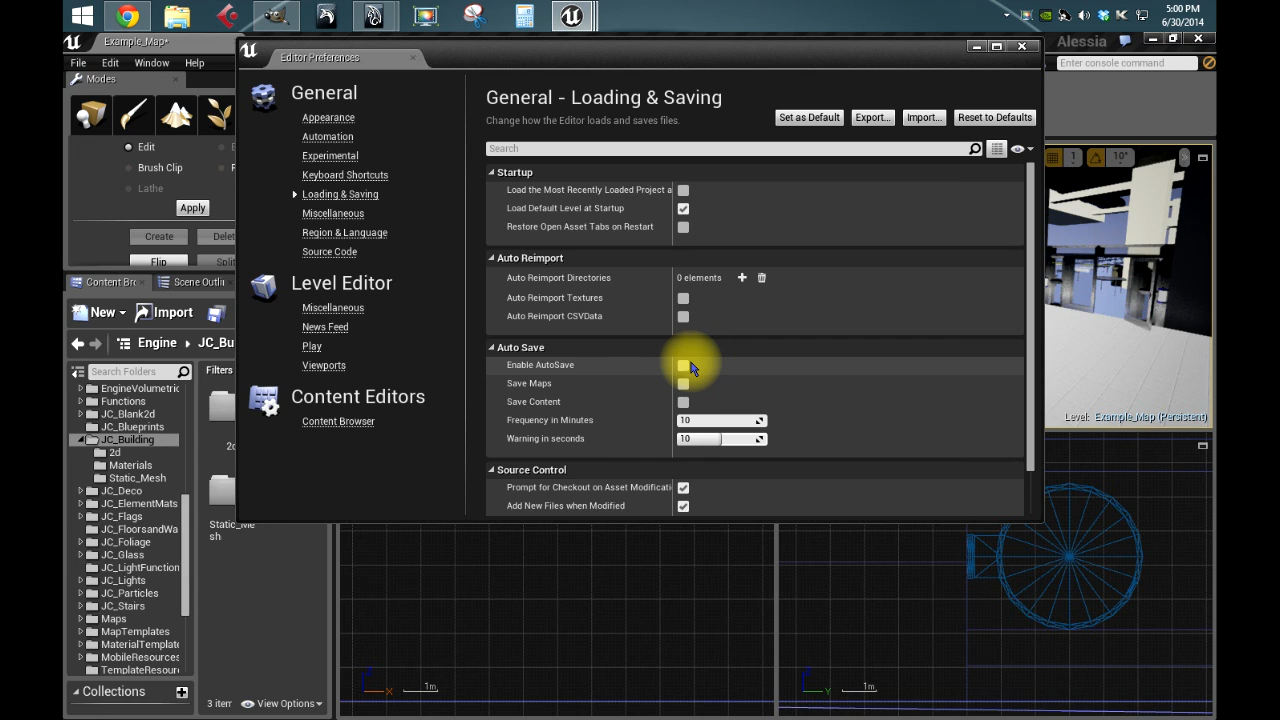 5:00 PM
6/30/2014
Example_Map*
Editor Preferences
Alessia
File Edit Window Help
Enter console command
Modes
Edit
Brush Clip
Lathe
Apply
Create
Flip
General
Appearance
Automation
Experimental
Keyboard Shortcuts
Loading & Saving
Miscellaneous
Region & Language
Source Code
Level Editor
Miscellaneous
News Feed
Play
Viewports
Content Editors
Content Browser
General - Loading & Saving
Change how the Editor loads and saves files.
Set as Default Export... Import... Reset to Defaults
Search
Startup
Load the Most Recently Loaded Project a
Load Default Level at Startup
Restore Open Asset Tabs on Restart
Auto Reimport
Auto Reimport Directories 0 elements
Auto Reimport Textures
Auto Reimport CSVData
Auto Save
Enable AutoSave
Save Maps
Save Content
Frequency in Minutes 10
Warning in seconds 10
Source Control
Prompt for Checkout on Asset Modificati
Add New Files when Modified
1 10°
Level: Example_Map (Persistent)
Content Brc Scene Outli
New Import
Engine JC_Bu
Search Folders
Filters
EngineVolumetric
Functions
JC_Blank2d
JC_Blueprints
JC_Building
2d
Materials
Static_Mesh
JC_Deco
JC_ElementMats
JC_Flags
JC_FloorsandWa
JC_Foliage
JC_Glass
JC_LightFunction
JC_Lights
JC_Particles
JC_Stairs
Maps
MapTemplates
MaterialTemplate
MobileResources
TemplateResour
Static_Me
sh
Collections
3 item View Options
X 1m
Y 1m